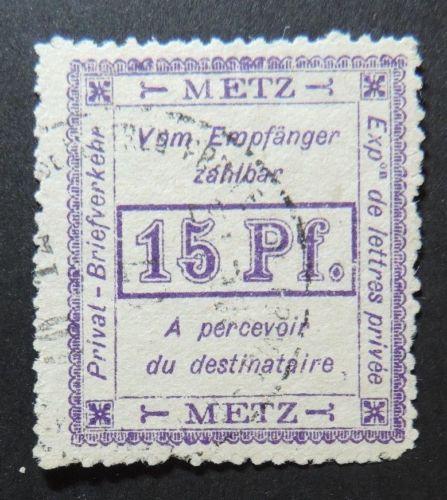 METZ
Privat-Briefverkehr
Vom Empfänger
zahlbar
15 Pf.
A percevoir
du destinataire
Expᵒⁿ de lettres privée
METZ